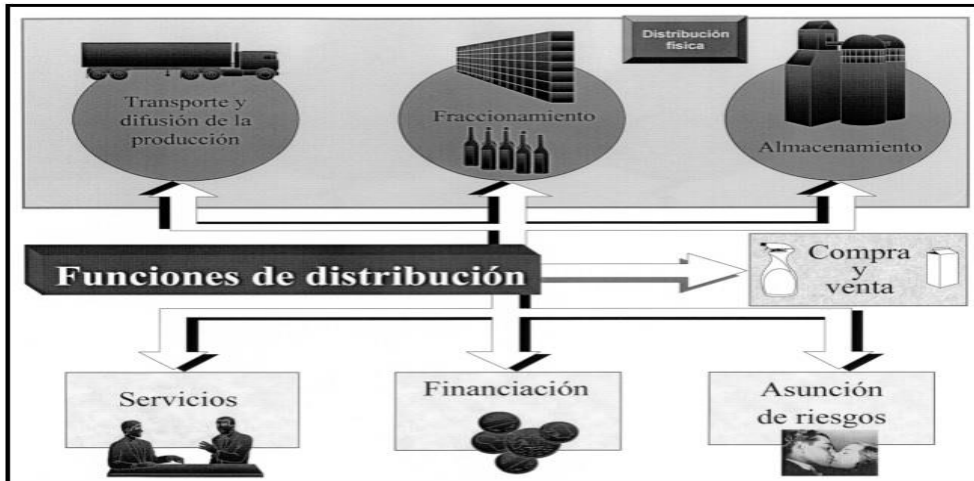 Distribución
física
Transporte y
difusión de la
producción
Fraccionamiento
Almacenamiento
Funciones de distribución
Compra
y
venta
Servicios
Financiación
Asunción
de riesgos